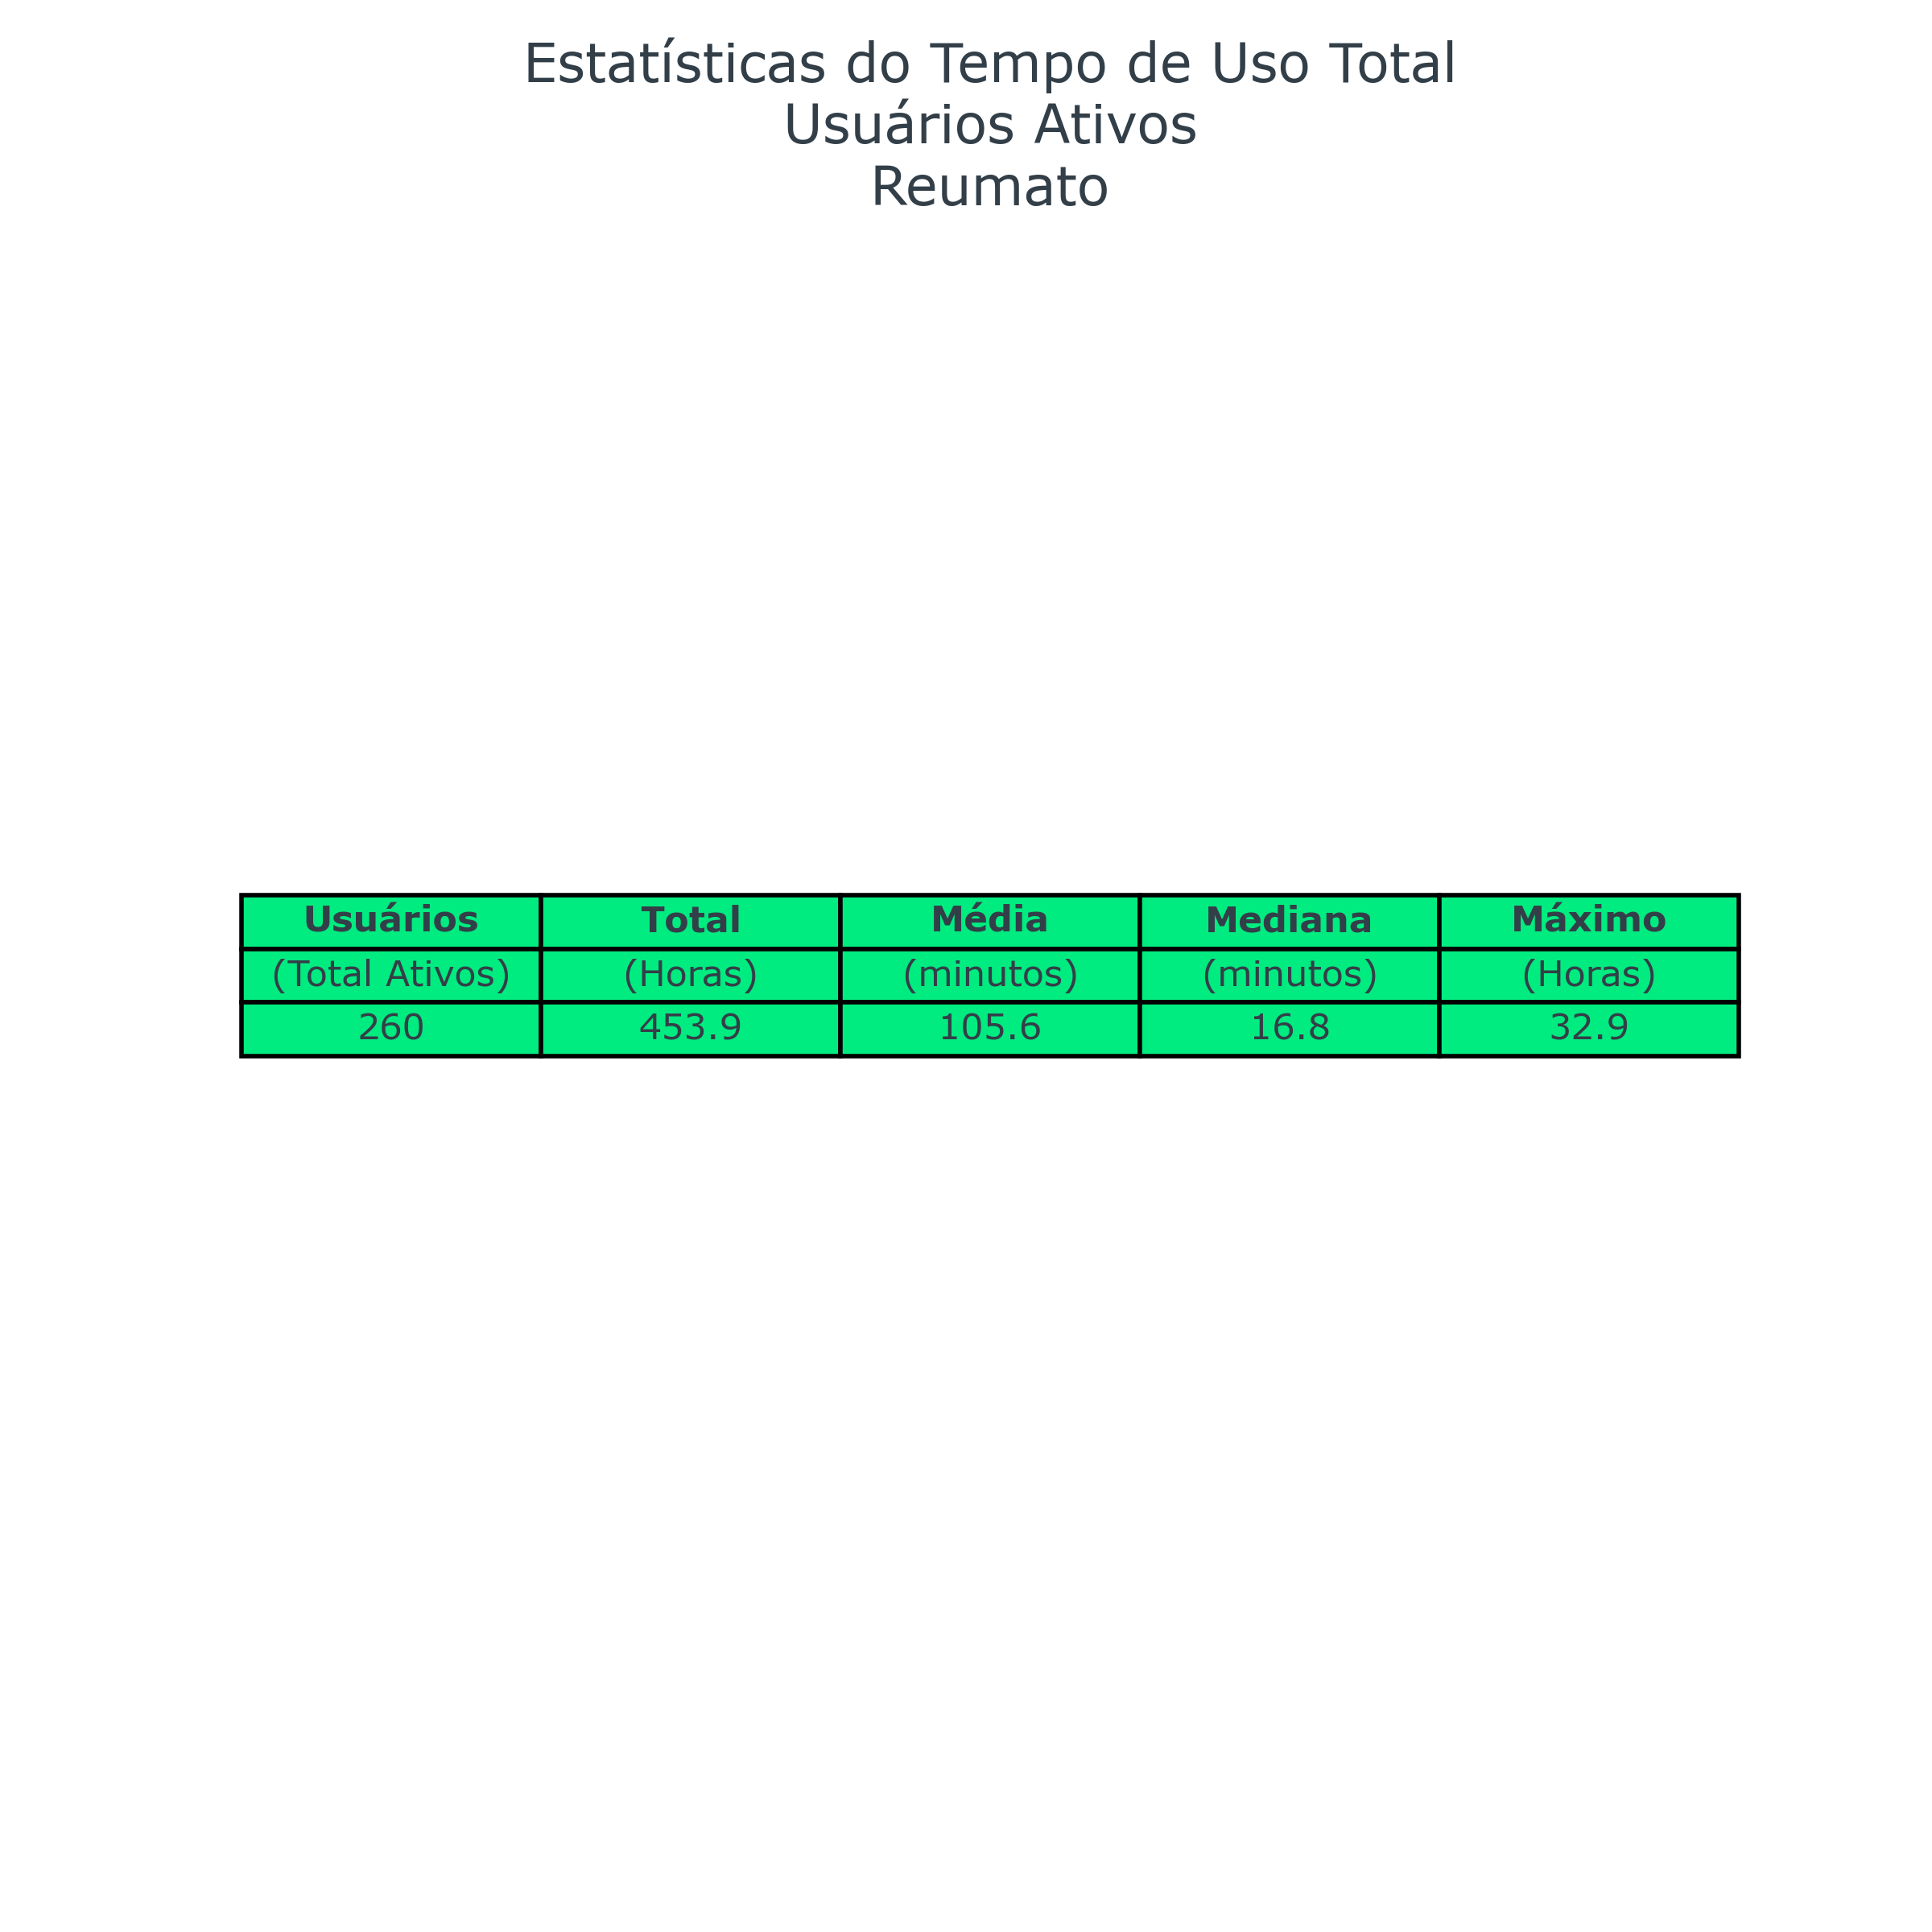 Estatísticas do Tempo de Uso Total
Usuários Ativos
Reumato
Usuários Total Média Mediana Máximo
(Total Ativos) (Horas) (minutos) (minutos) (Horas)
260 453.9 105.6 16.8 32.9